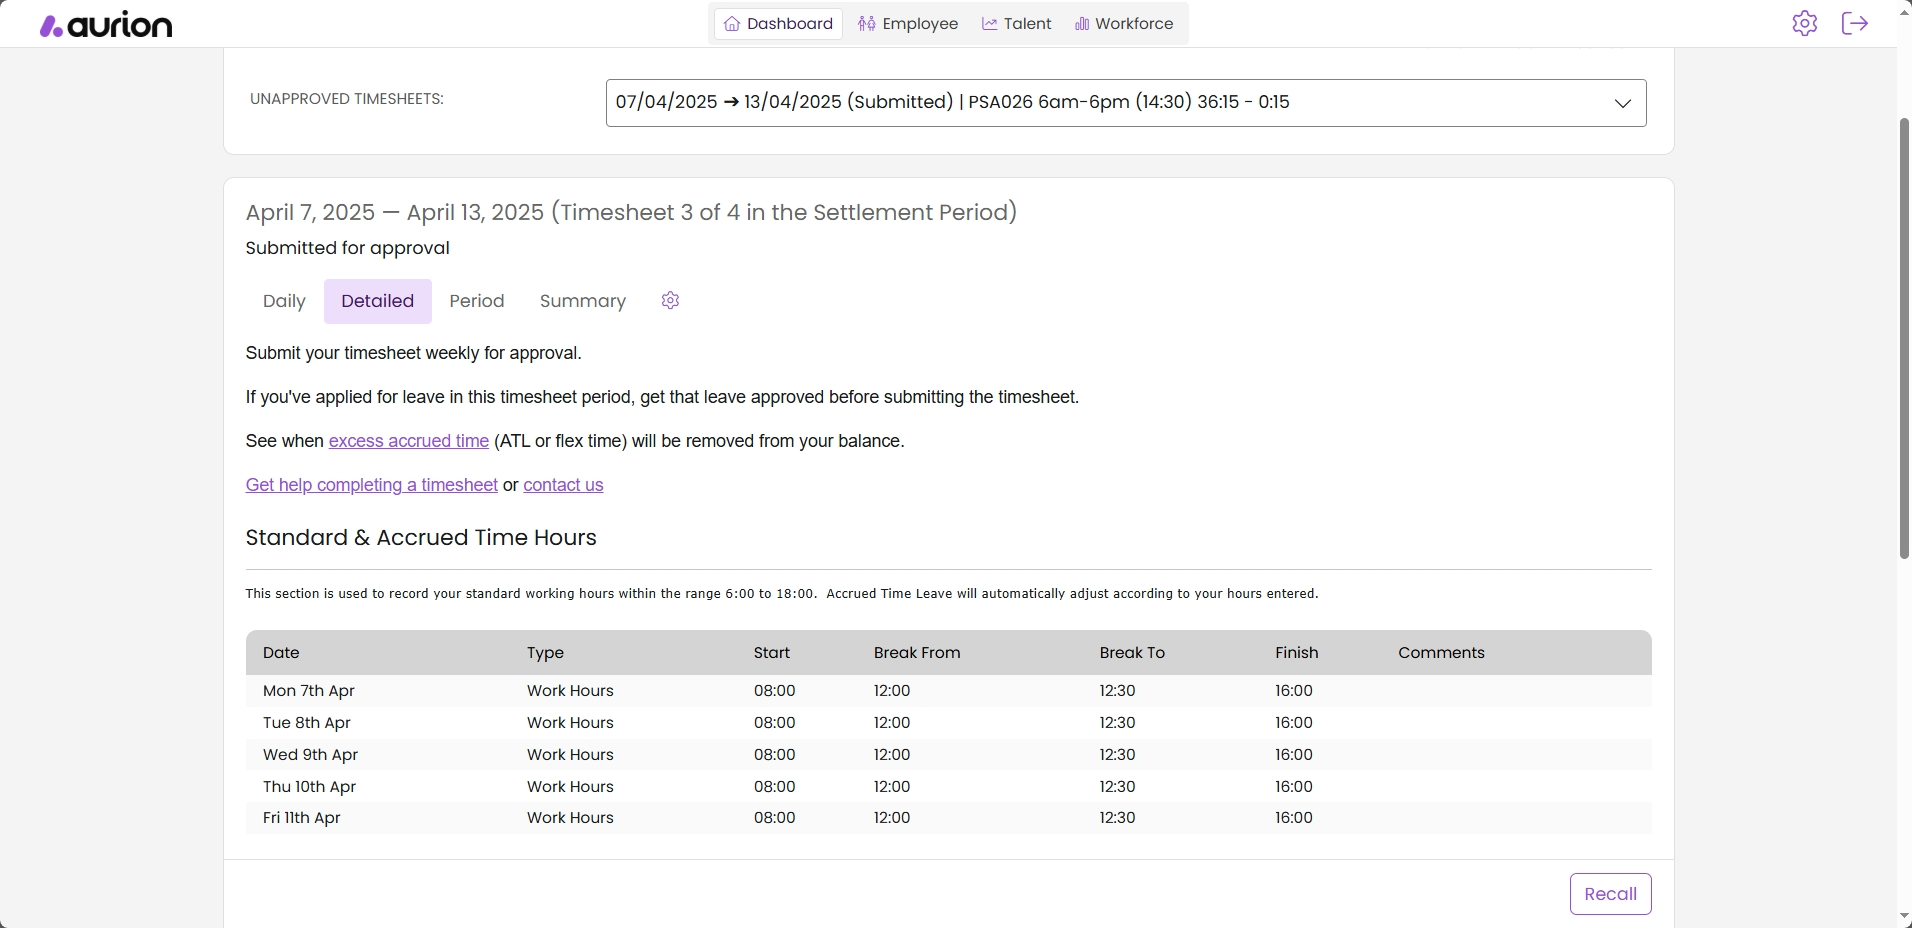 aurion
Dashboard Employee Talent Workforce
UNAPPROVED TIMESHEETS:
07/04/2025 ➔ 13/04/2025 (Submitted) | PSA026 6am-6pm (14:30) 36:15 - 0:15
April 7, 2025 — April 13, 2025 (Timesheet 3 of 4 in the Settlement Period)
Submitted for approval
Daily Detailed Period Summary
Submit your timesheet weekly for approval.
If you've applied for leave in this timesheet period, get that leave approved before submitting the timesheet.
See when excess accrued time (ATL or flex time) will be removed from your balance.
Get help completing a timesheet or contact us
Standard & Accrued Time Hours
This section is used to record your standard working hours within the range 6:00 to 18:00. Accrued Time Leave will automatically adjust according to your hours entered.
Date Type Start Break From Break To Finish Comments
Mon 7th Apr Work Hours 08:00 12:00 12:30 16:00
Tue 8th Apr Work Hours 08:00 12:00 12:30 16:00
Wed 9th Apr Work Hours 08:00 12:00 12:30 16:00
Thu 10th Apr Work Hours 08:00 12:00 12:30 16:00
Fri 11th Apr Work Hours 08:00 12:00 12:30 16:00
Recall